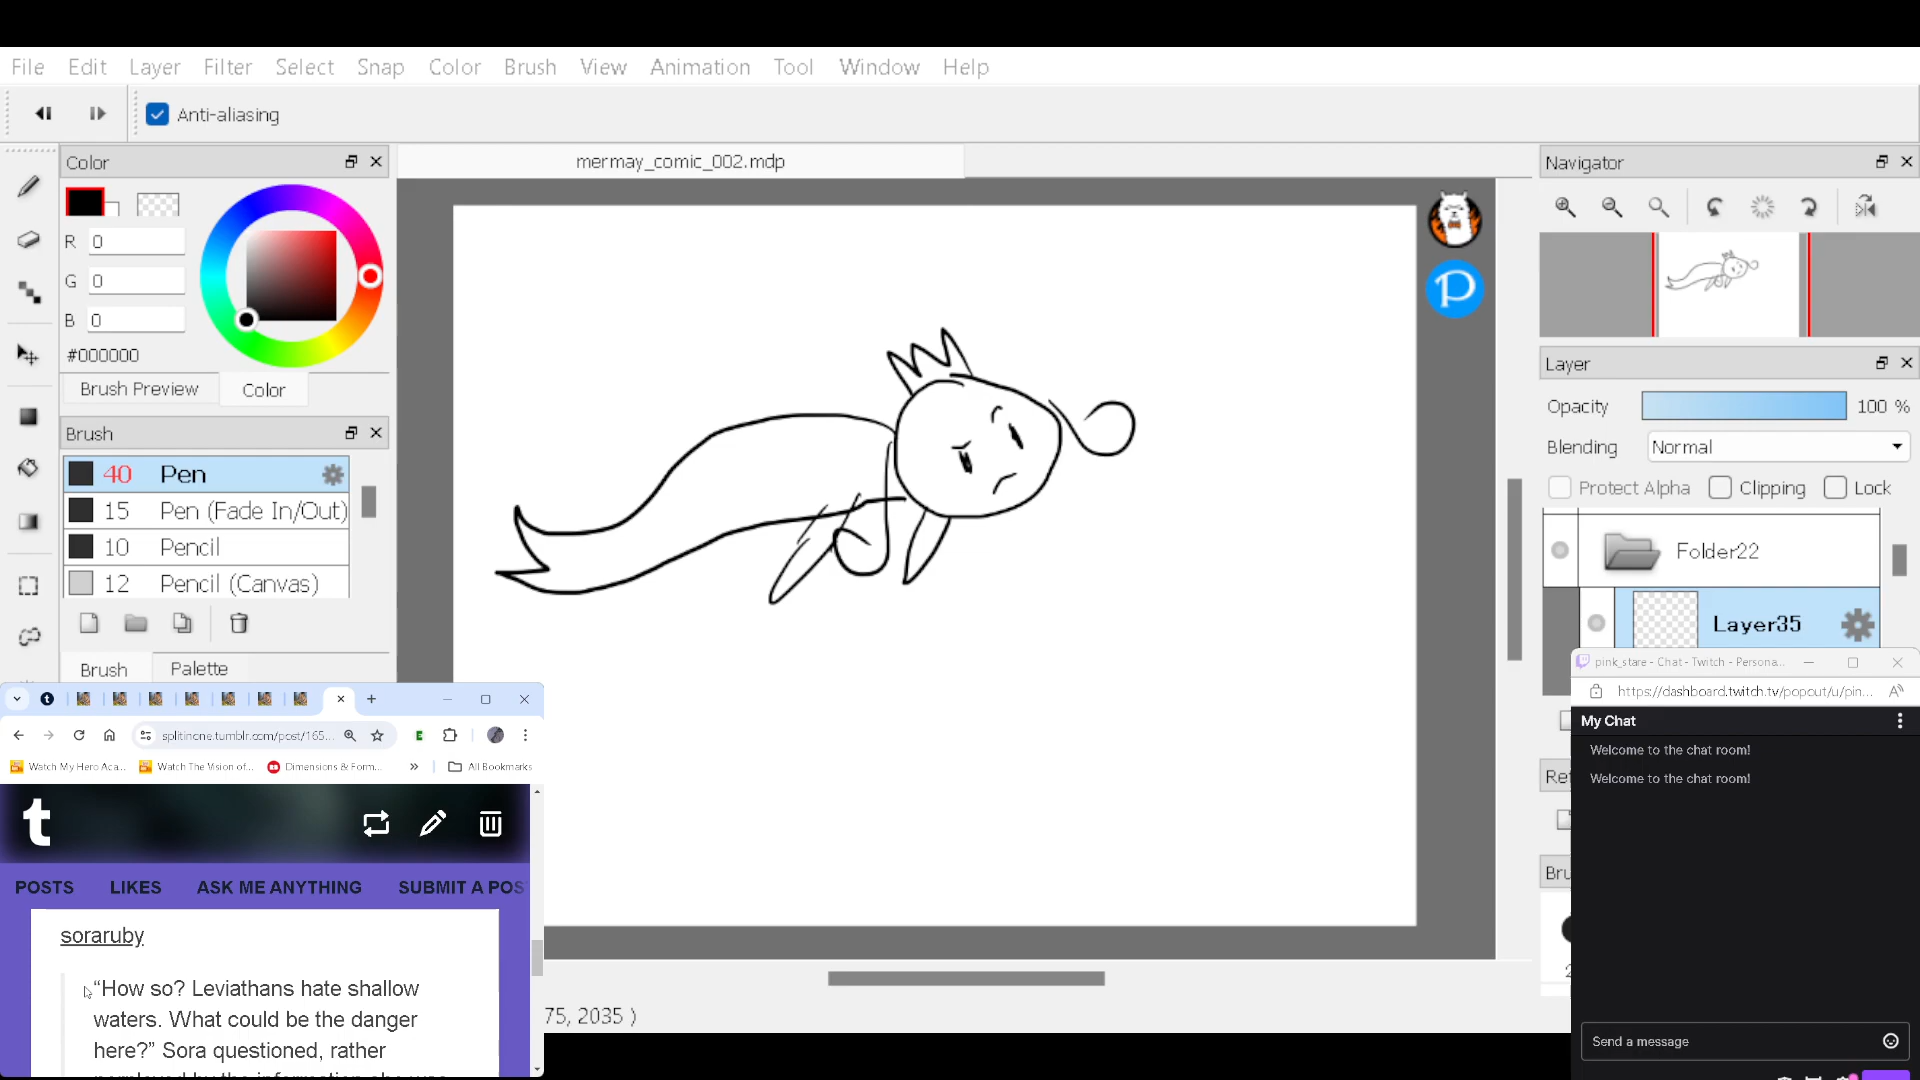 File Edit Layer Filter Select Snap Color Brush View Animation Tool Window Help
Anti-aliasing
Color
R 0
G 0
B 0
#000000
Brush Preview Color
Brush
40 Pen
15 Pen (Fade In/Out)
10 Pencil
12 Pencil (Canvas)
Brush Palette
mermay_comic_002.mdp
P
75, 2035 )
Navigator
Layer
Opacity 100 %
Blending Normal
Protect Alpha Clipping Lock
Folder22
Layer35
pink_stare - Chat - Twitch - Persona...
https://dashboard.twitch.tv/popout/u/pin...
My Chat
Welcome to the chat room!
Welcome to the chat room!
Send a message
splitinone.tumblr.com/post/165...
Watch My Hero Aca... Watch The Vision of... Dimensions & Form... » All Bookmarks
t
POSTS LIKES ASK ME ANYTHING SUBMIT A POS
soraruby
“How so? Leviathans hate shallow
waters. What could be the danger
here?” Sora questioned, rather